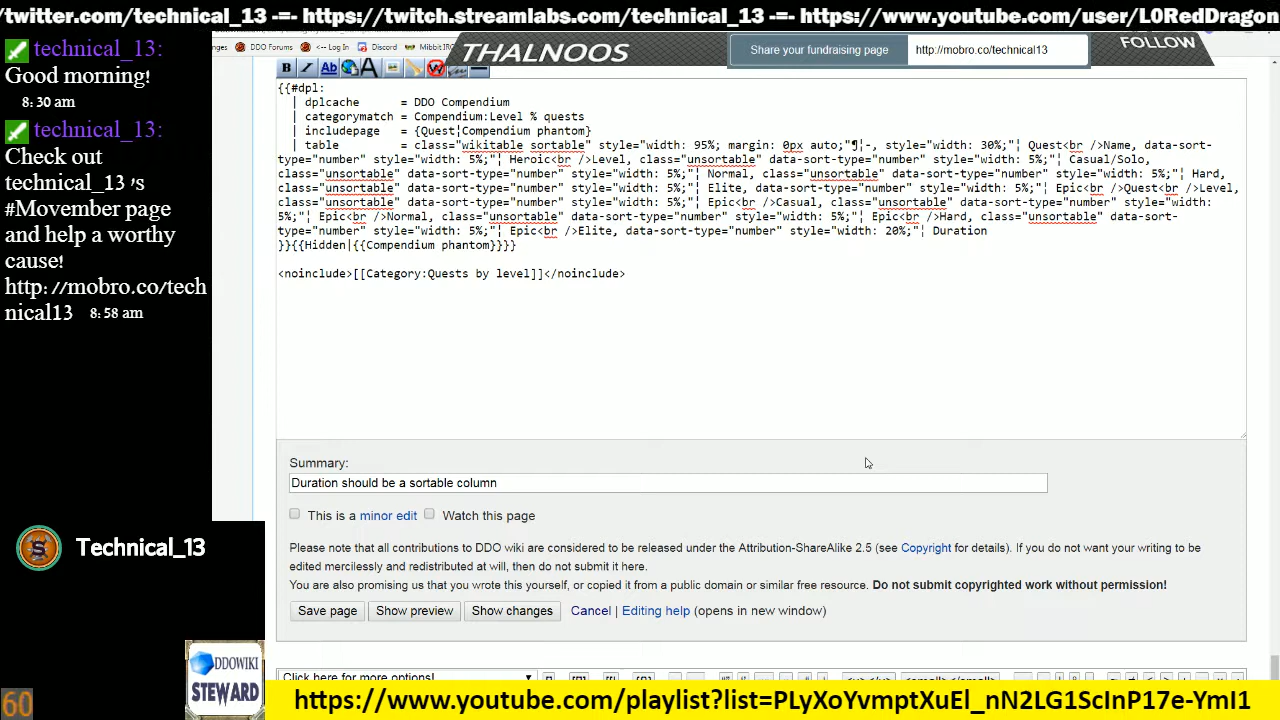 /twitter.com/technical_13 -=- https://twitch.streamlabs.com/technical_13 -=- https://www.youtube.com/user/L0RedDragon
technical_13:
Good morning!
8:30 am
technical_13:
Check out
technical_13's
#Movember page
and help a worthy
cause!
http://mobro.co/tech
nical13 8:58 am
nges DDO Forums <-- Log In Discord Mibbit IR
THALNOOS
Share your fundraising page http://mobro.co/technical13
FOLLOW
B I Ab A W
{{#dpl:
| dplcache = DDO Compendium
| categorymatch = Compendium:Level % quests
| includepage = {Quest¦Compendium phantom}
| table = class="wikitable sortable" style="width: 95%; margin: 0px auto;"¶¦-, style="width: 30%;"¦ Quest<br />Name, data-sort-
type="number" style="width: 5%;"¦ Heroic<br />Level, class="unsortable" data-sort-type="number" style="width: 5%;"¦ Casual/Solo,
class="unsortable" data-sort-type="number" style="width: 5%;"¦ Normal, class="unsortable" data-sort-type="number" style="width: 5%;"¦ Hard,
class="unsortable" data-sort-type="number" style="width: 5%;"¦ Elite, data-sort-type="number" style="width: 5%;"¦ Epic<br />Quest<br />Level,
class="unsortable" data-sort-type="number" style="width: 5%;"¦ Epic<br />Casual, class="unsortable" data-sort-type="number" style="width:
5%;"¦ Epic<br />Normal, class="unsortable" data-sort-type="number" style="width: 5%;"¦ Epic<br />Hard, class="unsortable" data-sort-
type="number" style="width: 5%;"¦ Epic<br />Elite, data-sort-type="number" style="width: 20%;"¦ Duration
}}{{Hidden|{{Compendium phantom}}}}
<noinclude>[[Category:Quests by level]]</noinclude>
Summary:
Duration should be a sortable column
This is a minor edit Watch this page
Please note that all contributions to DDO wiki are considered to be released under the Attribution-ShareAlike 2.5 (see Copyright for details). If you do not want your writing to be
edited mercilessly and redistributed at will, then do not submit it here.
You are also promising us that you wrote this yourself, or copied it from a public domain or similar free resource. Do not submit copyrighted work without permission!
Save page Show preview Show changes Cancel | Editing help (opens in new window)
Technical_13
DDOWIKI
STEWARD
Click here for more options!
60
https://www.youtube.com/playlist?list=PLyXoYvmptXuEl_nN2LG1ScInP17e-YmI1